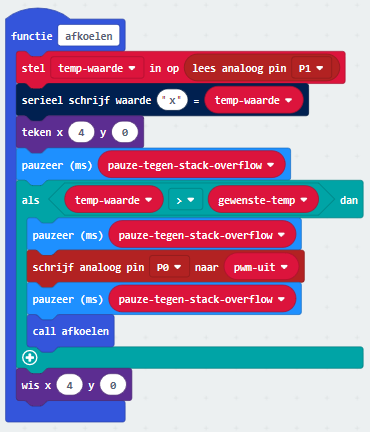 functie afkoelen
stel temp-waarde in op lees analoog pin P1
serieel schrijf waarde "x" = temp-waarde
teken x 4 y 0
pauzeer (ms) pauze-tegen-stack-overflow
als temp-waarde > gewenste-temp dan
pauzeer (ms) pauze-tegen-stack-overflow
schrijf analoog pin P0 naar pwm-uit
pauzeer (ms) pauze-tegen-stack-overflow
call afkoelen
wis x 4 y 0